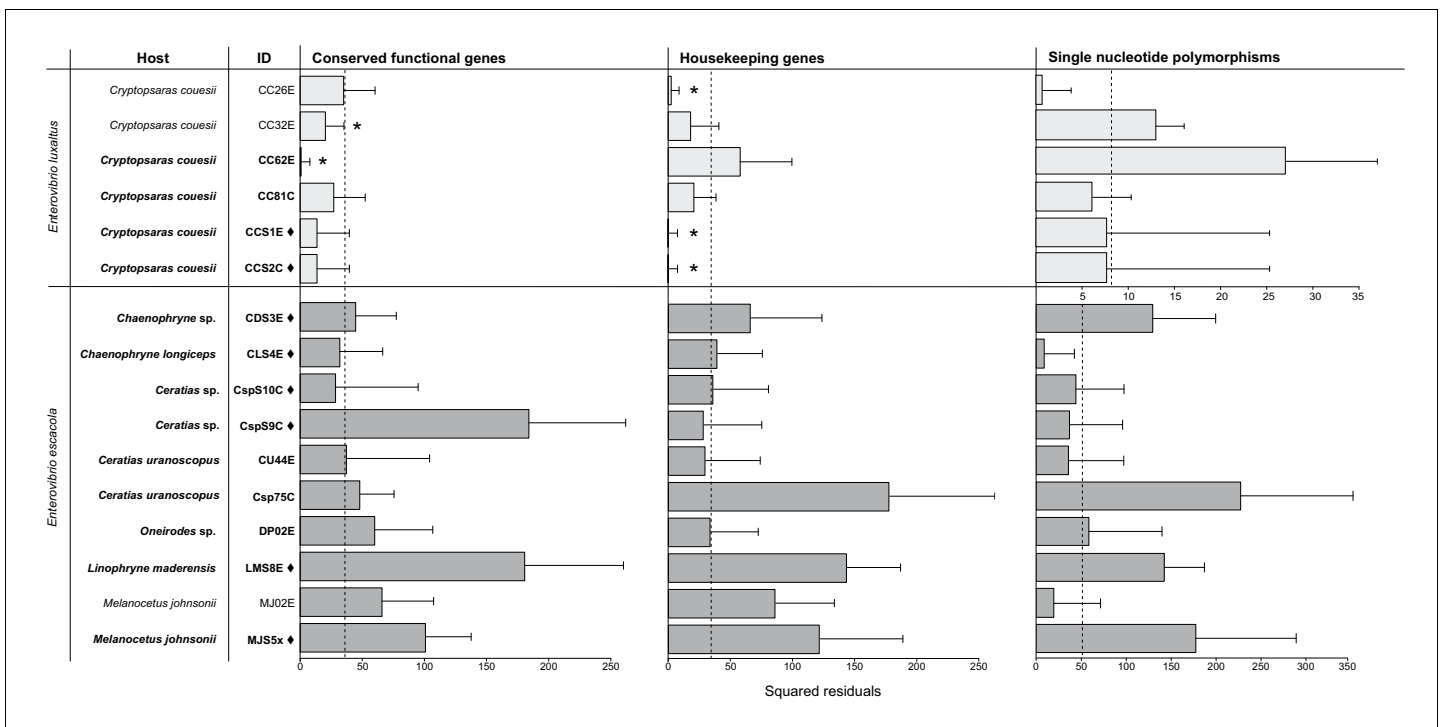 Host ID Conserved functional genes Housekeeping genes Single nucleotide polymorphisms
Enterovibrio luxaltus
Cryptopsaras couesii CC26E *
Cryptopsaras couesii CC32E *
Cryptopsaras couesii CC62E *
Cryptopsaras couesii CC81C
Cryptopsaras couesii CCS1E ♦ *
Cryptopsaras couesii CCS2C ♦ *
5 10 15 20 25 30 35
Enterovibrio escacola
Chaenophryne sp. CDS3E ♦
Chaenophryne longiceps CLS4E ♦
Ceratias sp. CspS10C ♦
Ceratias sp. CspS9C ♦
Ceratias uranoscopus CU44E
Ceratias uranoscopus Csp75C
Oneirodes sp. DP02E
Linophryne maderensis LMS8E ♦
Melanocetus johnsonii MJ02E
Melanocetus johnsonii MJS5x ♦
0 50 100 150 200 250 0 50 100 150 200 250 0 50 100 150 200 250 300 350
Squared residuals